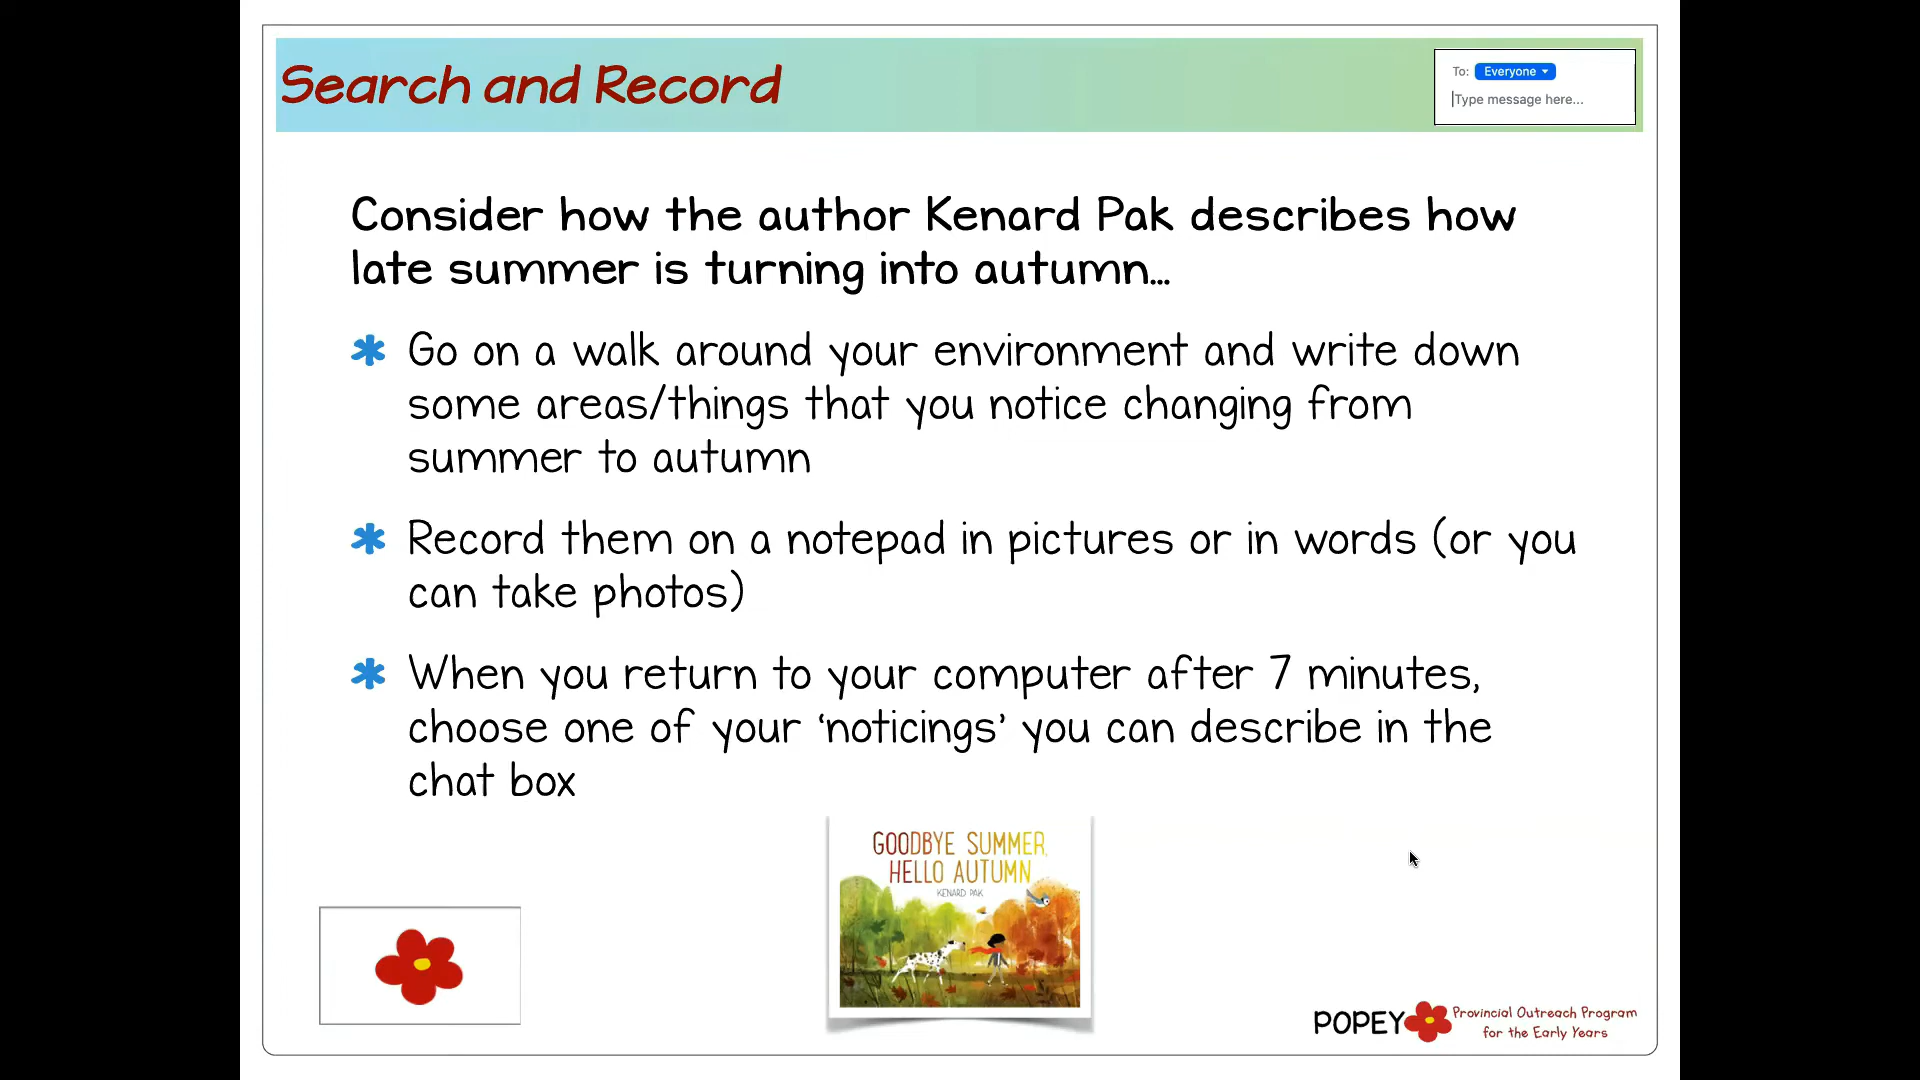 Search and Record
To: Everyone
Type message here...
Consider how the author Kenard Pak describes how
late summer is turning into autumn...
Go on a walk around your environment and write down
some areas/things that you notice changing from
summer to autumn
Record them on a notepad in pictures or in words (or you
can take photos)
When you return to your computer after 7 minutes,
choose one of your ‘noticings’ you can describe in the
chat box
GOODBYE SUMMER,
HELLO AUTUMN
KENARD PAK
POPEY
Provincial Outreach Program
for the Early Years